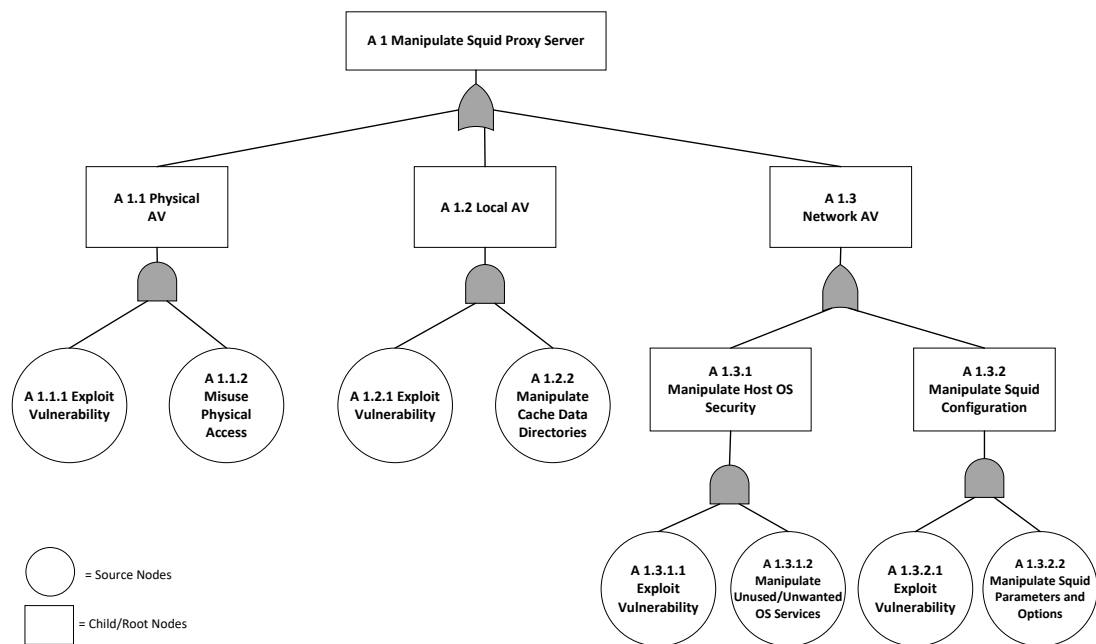 A 1 Manipulate Squid Proxy Server
A 1.1 Physical
AV
A 1.2 Local AV
A 1.3
Network AV
A 1.1.1 Exploit
Vulnerability
A 1.1.2
Misuse
Physical
Access
A 1.2.1 Exploit
Vulnerability
A 1.2.2
Manipulate
Cache Data
Directories
A 1.3.1
Manipulate Host OS
Security
A 1.3.2
Manipulate Squid
Configuration
A 1.3.1.1
Exploit
Vulnerability
A 1.3.1.2
Manipulate
Unused/Unwanted
OS Services
A 1.3.2.1
Exploit
Vulnerability
A 1.3.2.2
Manipulate Squid
Parameters and
Options
= Source Nodes
= Child/Root Nodes